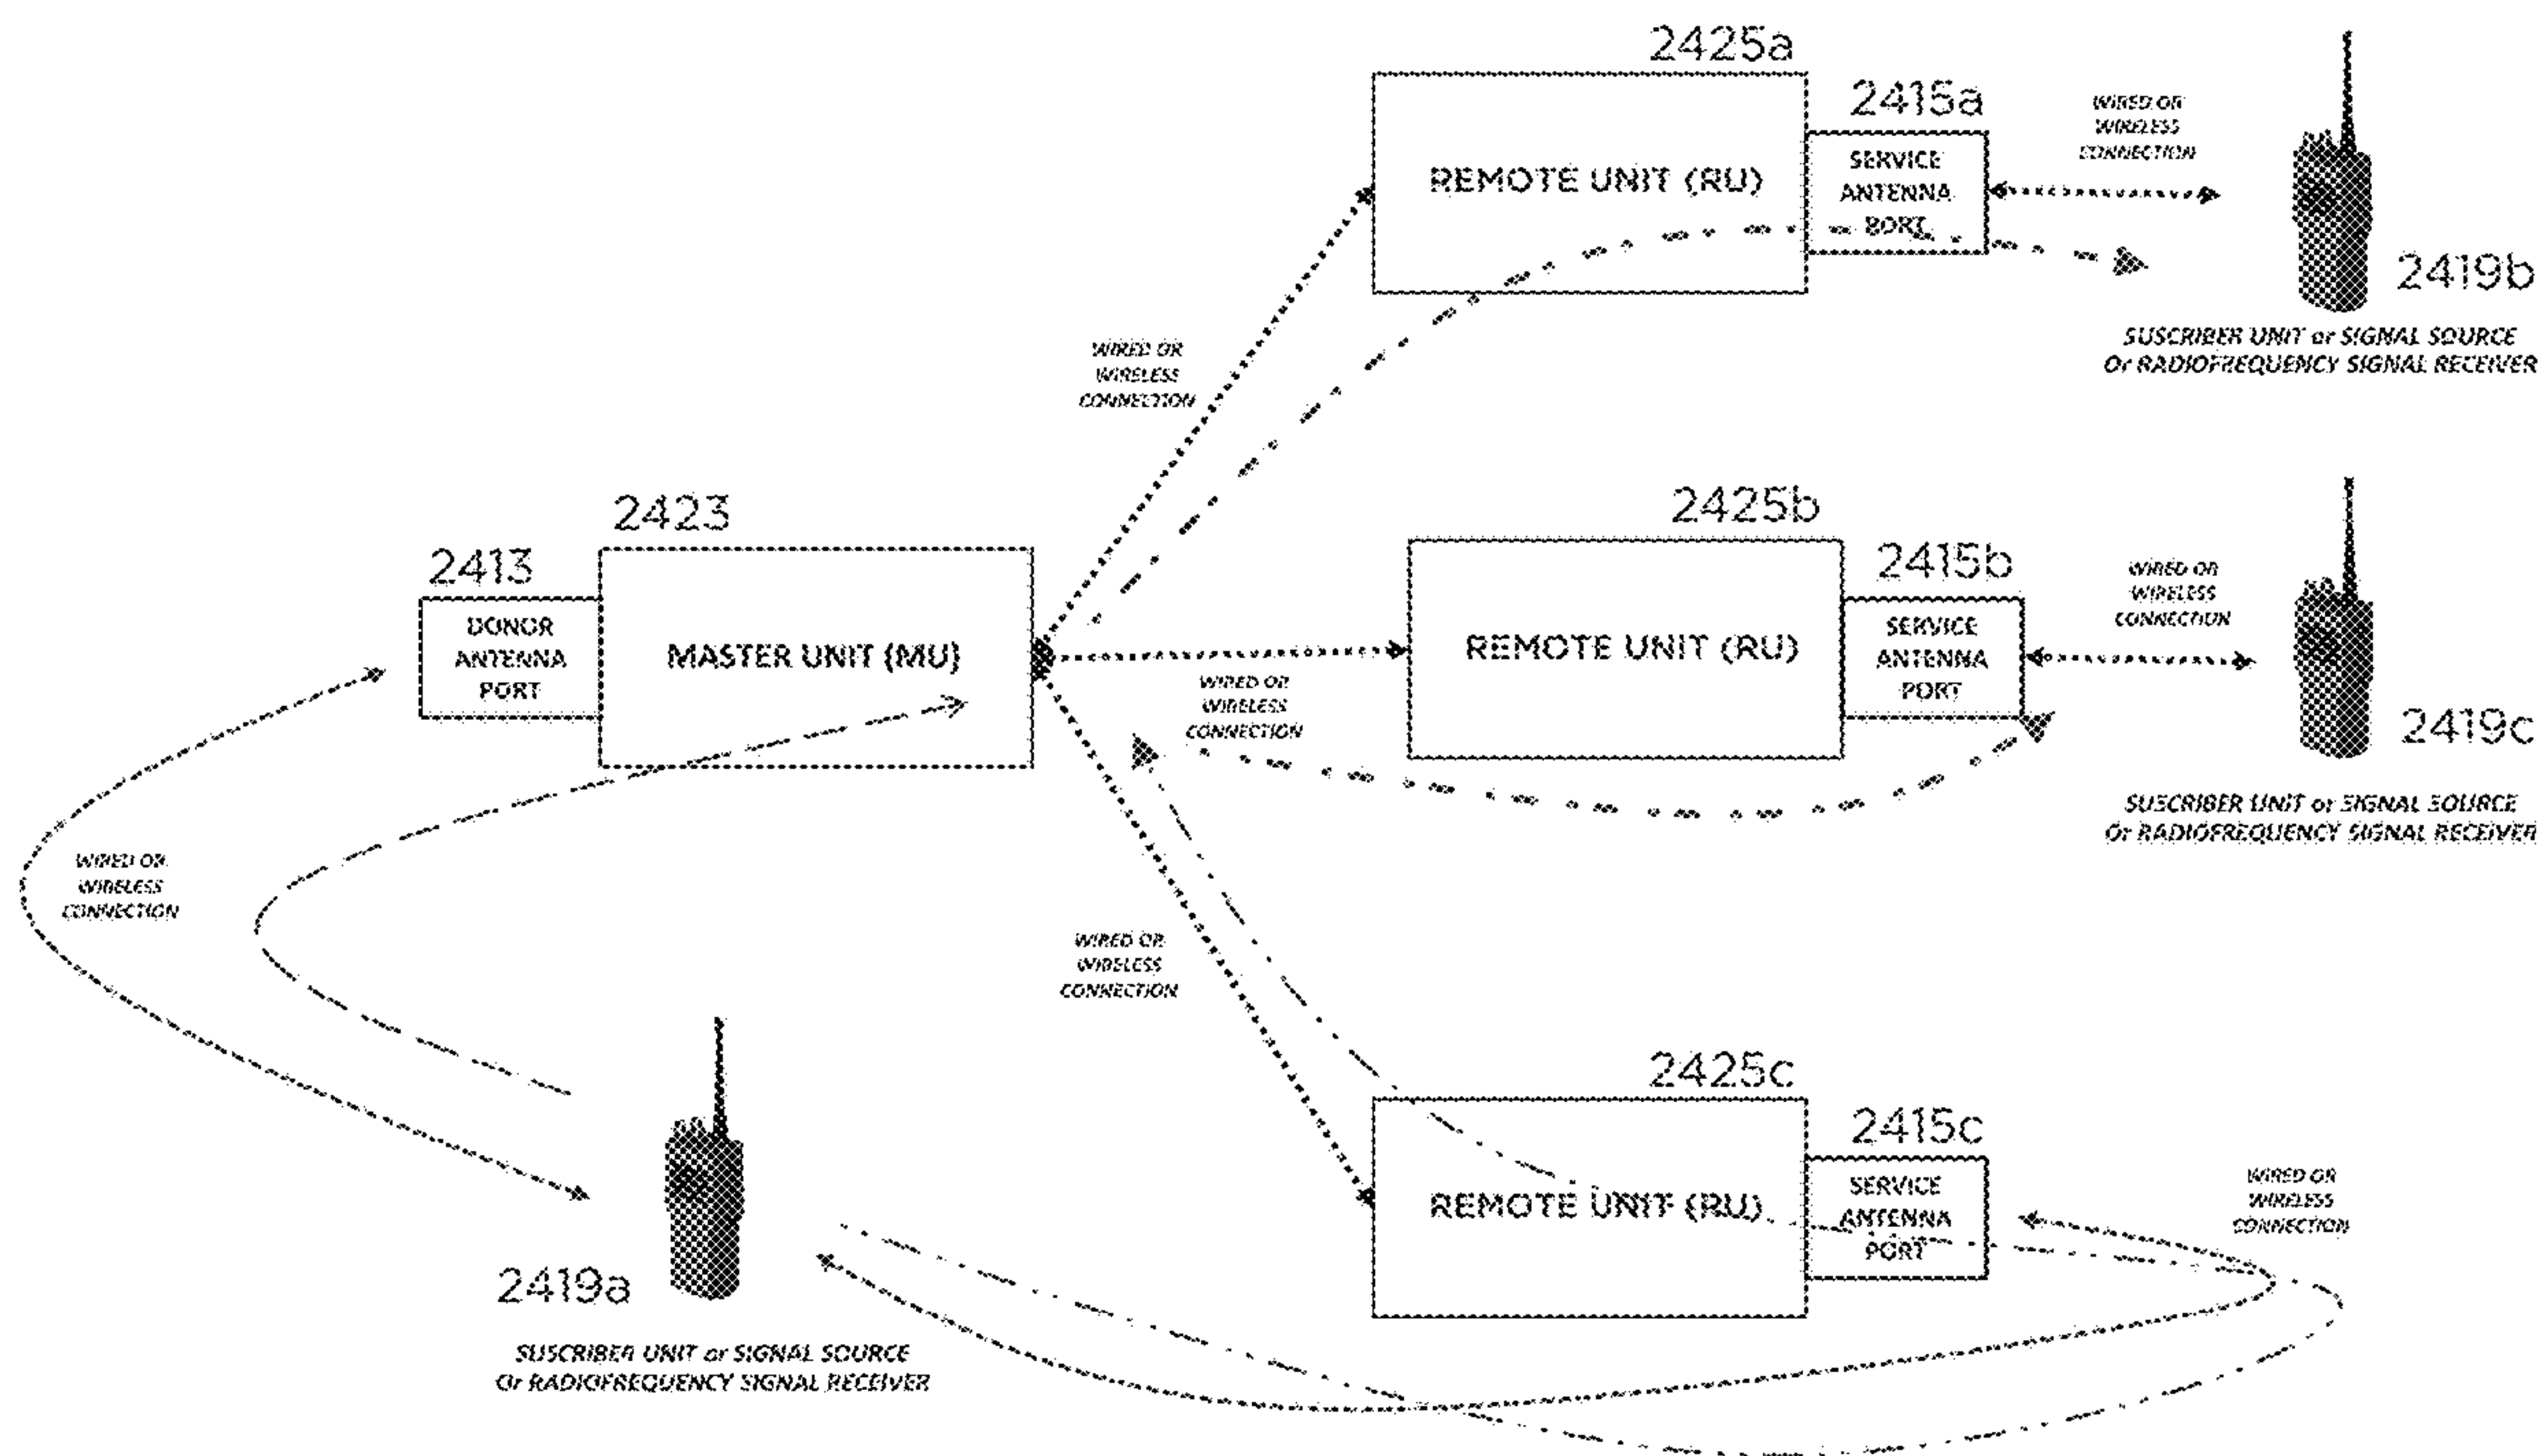 2425a
2415a
REMOTE UNIT (RU)
SERVICE
ANTENNA
PORT
WIRED OR
WIRELESS
CONNECTION
2419b
SUSCRIBER UNIT or SIGNAL SOURCE
Or RADIOFREQUENCY SIGNAL RECEIVER
WIRED OR
WIRELESS
CONNECTION
2423
2413
DONOR
ANTENNA
PORT
MASTER UNIT (MU)
WIRED OR
WIRELESS
CONNECTION
2425b
2415b
REMOTE UNIT (RU)
SERVICE
ANTENNA
PORT
WIRED OR
WIRELESS
CONNECTION
2419c
SUSCRIBER UNIT or SIGNAL SOURCE
Or RADIOFREQUENCY SIGNAL RECEIVER
WIRED OR
WIRELESS
CONNECTION
WIRED OR
WIRELESS
CONNECTION
2425c
2415c
REMOTE UNIT (RU)
SERVICE
ANTENNA
PORT
WIRED OR
WIRELESS
CONNECTION
2419a
SUSCRIBER UNIT or SIGNAL SOURCE
Or RADIOFREQUENCY SIGNAL RECEIVER